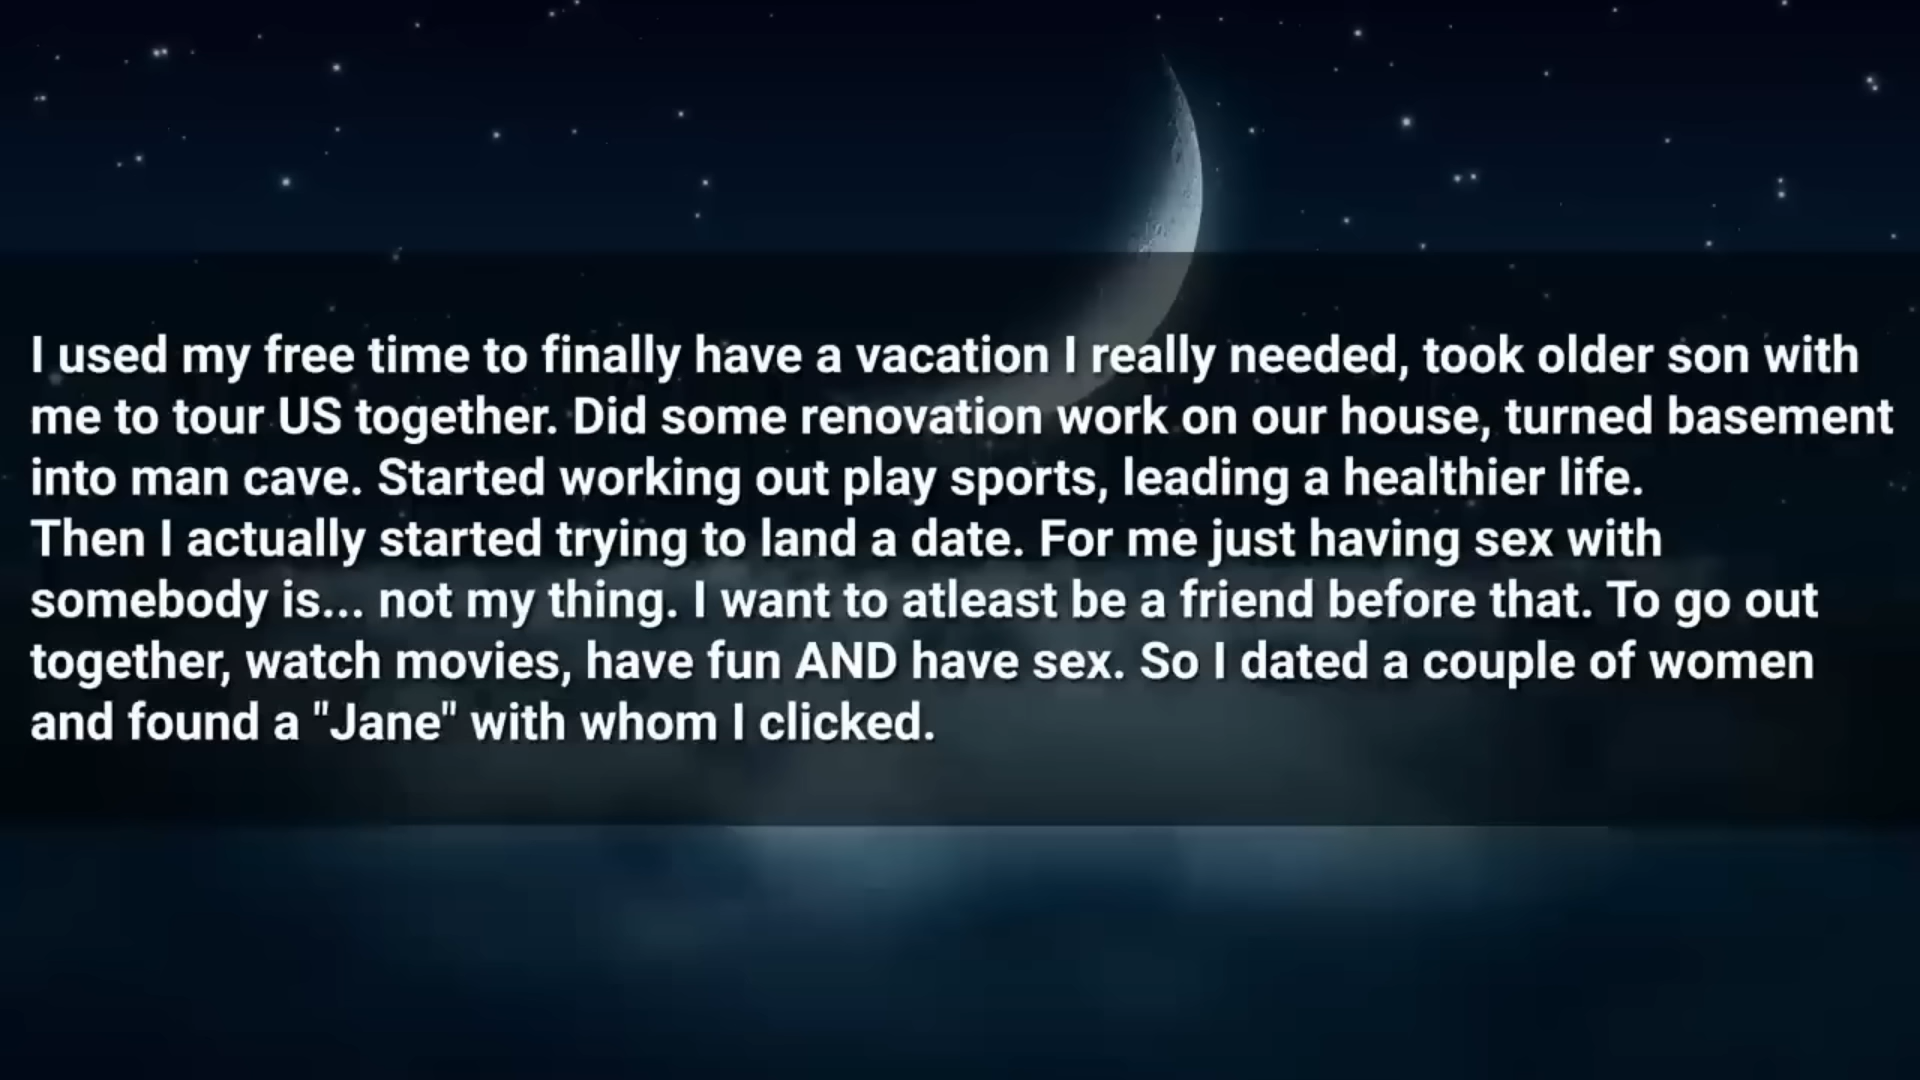 I used my free time to finally have a vacation I really needed, took older son with
me to tour US together. Did some renovation work on our house, turned basement
into man cave. Started working out play sports, leading a healthier life.
Then I actually started trying to land a date. For me just having sex with
somebody is... not my thing. I want to atleast be a friend before that. To go out
together, watch movies, have fun AND have sex. So I dated a couple of women
and found a "Jane" with whom I clicked.